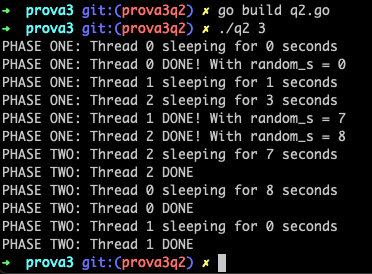 ➜ prova3 git:(prova3q2) ✗ go build q2.go
➜ prova3 git:(prova3q2) ✗ ./q2 3
PHASE ONE: Thread 0 sleeping for 0 seconds
PHASE ONE: Thread 0 DONE! With random_s = 0
PHASE ONE: Thread 1 sleeping for 1 seconds
PHASE ONE: Thread 2 sleeping for 3 seconds
PHASE ONE: Thread 1 DONE! With random_s = 7
PHASE ONE: Thread 2 DONE! With random_s = 8
PHASE TWO: Thread 2 sleeping for 7 seconds
PHASE TWO: Thread 2 DONE
PHASE TWO: Thread 0 sleeping for 8 seconds
PHASE TWO: Thread 0 DONE
PHASE TWO: Thread 1 sleeping for 0 seconds
PHASE TWO: Thread 1 DONE
➜ prova3 git:(prova3q2) ✗